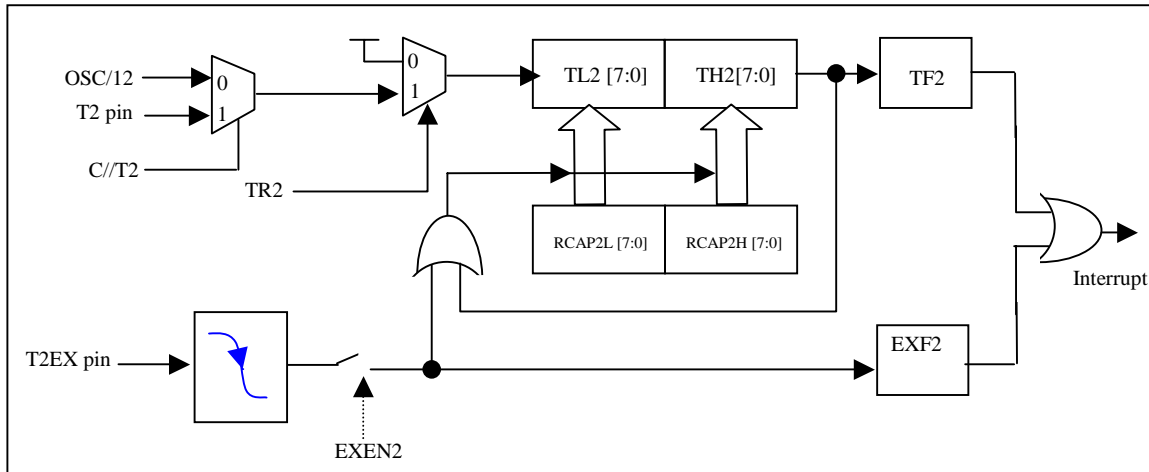 OSC/12
0
T2 pin
1
C//T2
0
1
TR2
TL2 [7:0]
TH2[7:0]
TF2
RCAP2L [7:0]
RCAP2H [7:0]
Interrupt
T2EX pin
EXEN2
EXF2